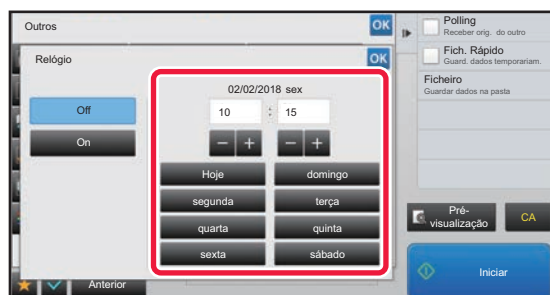 Outros
OK
Relógio
OK
Off
On
02/02/2018 sex
10 : 15
Hoje
domingo
segunda
terça
quarta
quinta
sexta
sábado
Anterior
Polling
Receber orig. do outro
Fich. Rápido
Guard. dados temporariam.
Ficheiro
Guardar dados na pasta
Pré-
visualização
CA
Iniciar